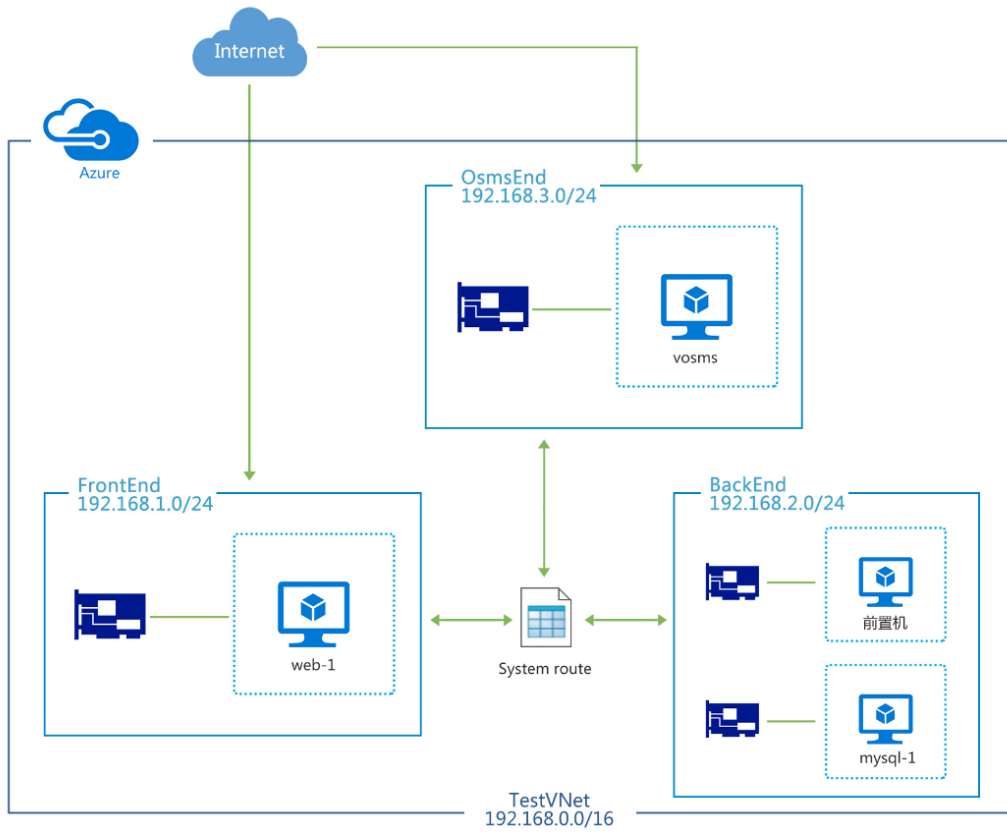 Internet
Azure
OsmsEnd
192.168.3.0/24
vosms
FrontEnd
192.168.1.0/24
web-1
System route
BackEnd
192.168.2.0/24
前置机
mysql-1
TestVNet
192.168.0.0/16